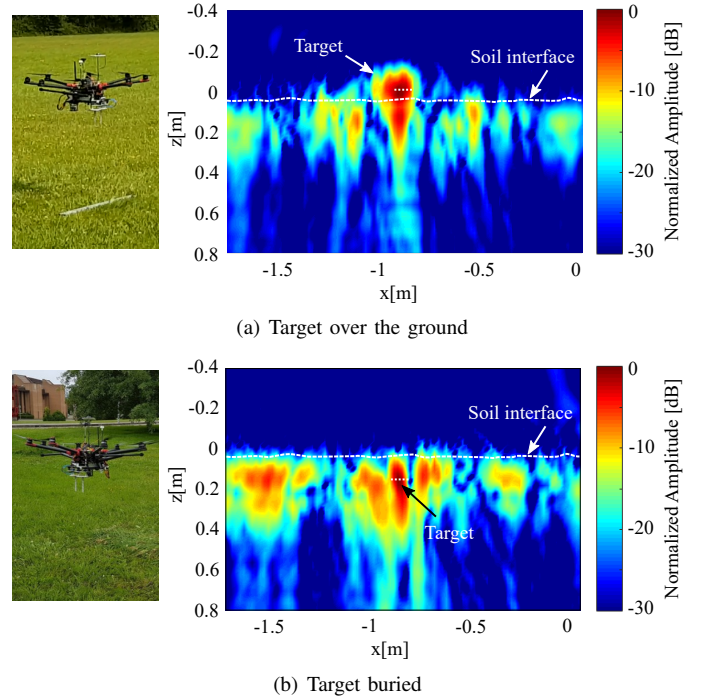 -0.4
-0.2
0
0.2
0.4
0.6
0.8
z[m]
Target
Soil interface
-1.5
-1
-0.5
0
x[m]
0
-10
-20
-30
Normalized Amplitude [dB]
(a) Target over the ground
-0.4
-0.2
0
0.2
0.4
0.6
0.8
z[m]
Soil interface
Target
-1.5
-1
-0.5
0
x[m]
0
-10
-20
-30
Normalized Amplitude [dB]
(b) Target buried